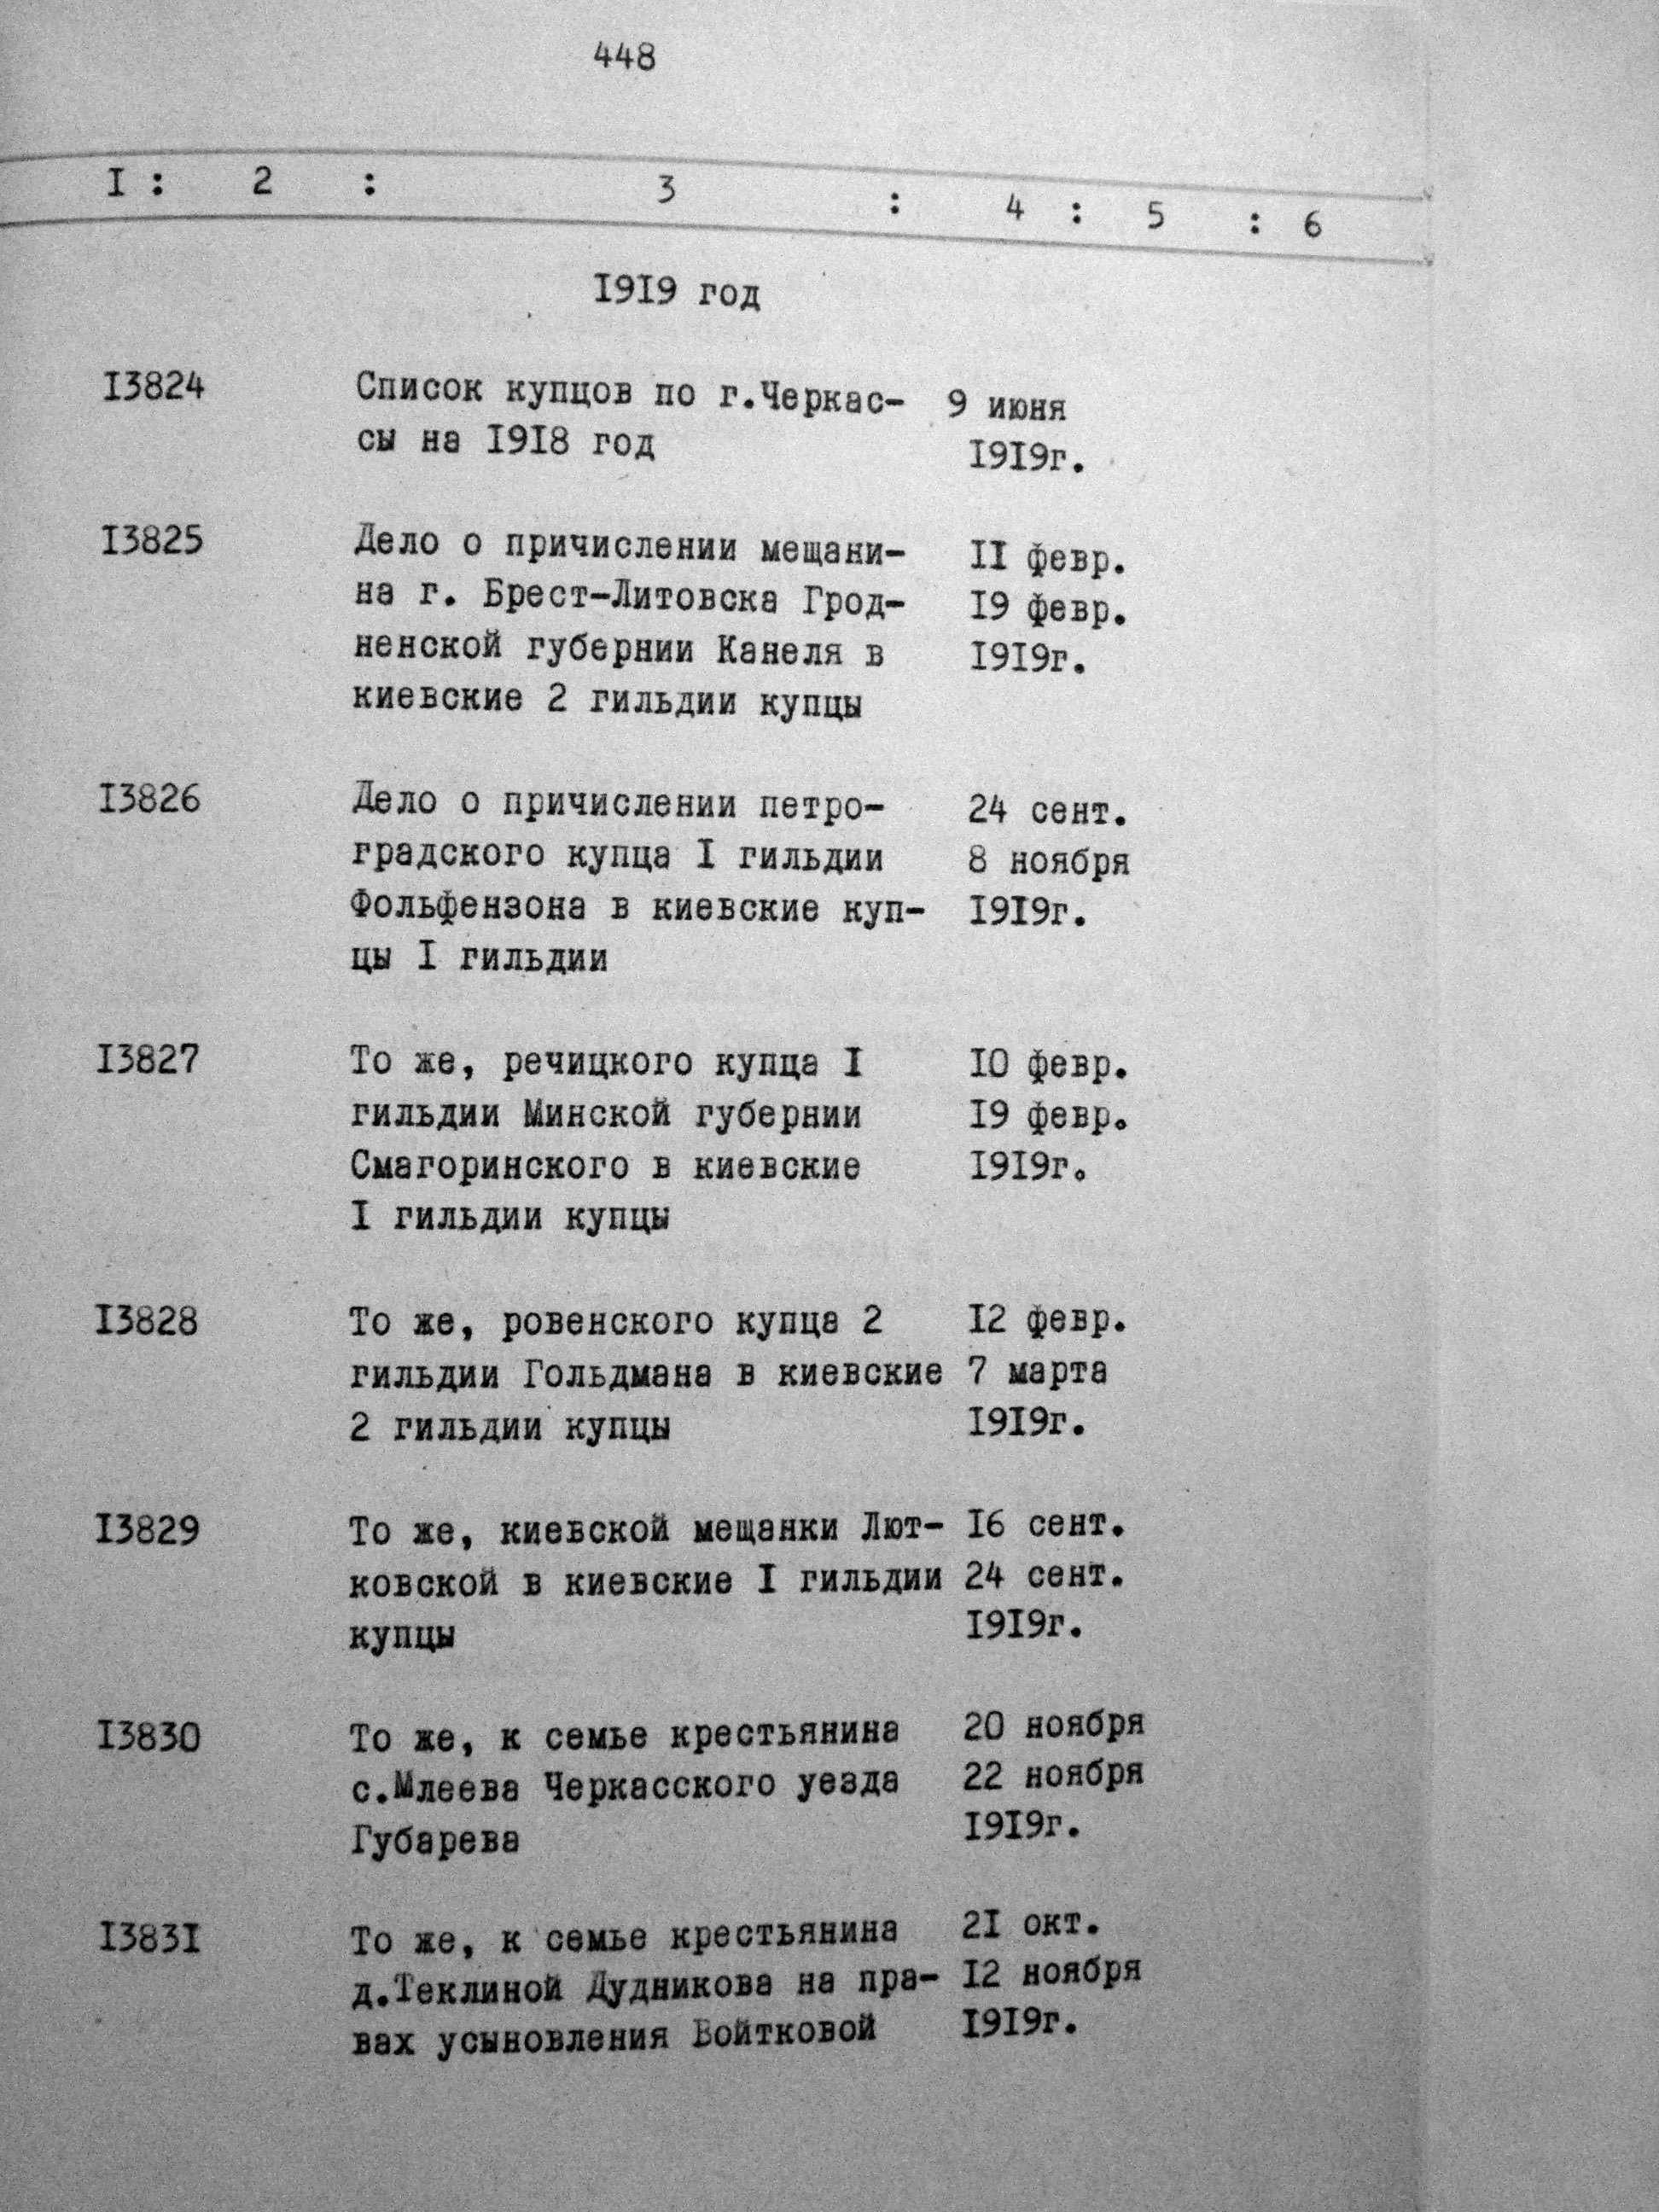 448
I : 2 : 3 : 4 : 5 : 6
I9I9 год
I3824 Список купцов по г.Черкас- 9 июня
сы на I9I8 год I9I9г.
I3825 Дело о причислении мещани- II февр.
на г. Брест-Литовска Грод- I9 февр.
ненской губернии Канеля в I9I9г.
киевские 2 гильдии купцы
I3826 Дело о причислении петро- 24 сент.
градского купца I гильдии 8 ноября
Фольфензона в киевские куп- I9I9г.
цы I гильдии
I3827 То же, речицкого купца I I0 февр.
гильдии Минской губернии I9 февр.
Смагоринского в киевские I9I9г.
I гильдии купцы
I3828 То же, ровенского купца 2 I2 февр.
гильдии Гольдмана в киевские 7 марта
2 гильдии купцы I9I9г.
I3829 То же, киевской мещанки Лют- I6 сент.
ковской в киевские I гильдии 24 сент.
купцы I9I9г.
I3830 То же, к семье крестьянина 20 ноября
с.Млеева Черкасского уезда 22 ноября
Губарева I9I9г.
I383I То же, к семье крестьянина 2I окт.
д.Теклиной Дудникова на пра- I2 ноября
вах усыновления Войтковой I9I9г.